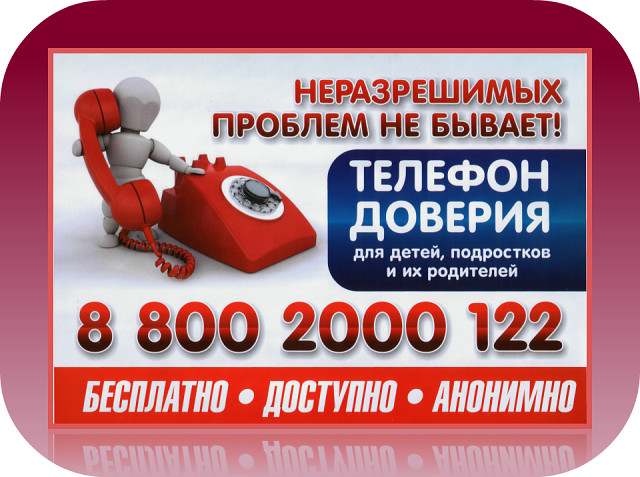 НЕРАЗРЕШИМЫХ
ПРОБЛЕМ НЕ БЫВАЕТ!
ТЕЛЕФОН
ДОВЕРИЯ
для детей, подростков
и их родителей
8 800 2000 122
БЕСПЛАТНО • ДОСТУПНО • АНОНИМНО